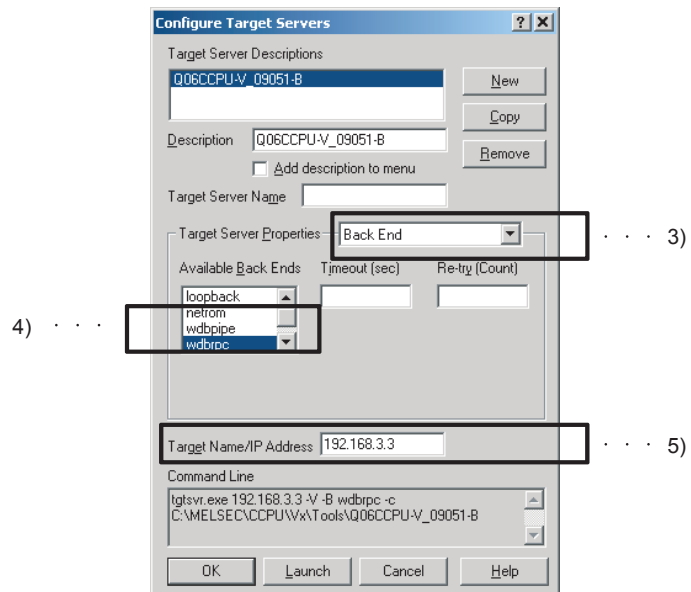 Configure Target Servers
Target Server Descriptions
Q06CCPU-V_09051-B
New
Copy
Description Q06CCPU-V_09051-B
Remove
Add description to menu
Target Server Name
Target Server Properties Back End
· · · 3)
Available Back Ends Timeout (sec) Re-try (Count)
loopback
netrom
4) · · ·
wdbpipe
wdbrpc
Target Name/IP Address 192.168.3.3
· · · 5)
Command Line
tgtsvr.exe 192.168.3.3 -V -B wdbrpc -c
C:\MELSEC\CCPU\Vx\Tools\Q06CCPU-V_09051-B
OK Launch Cancel Help